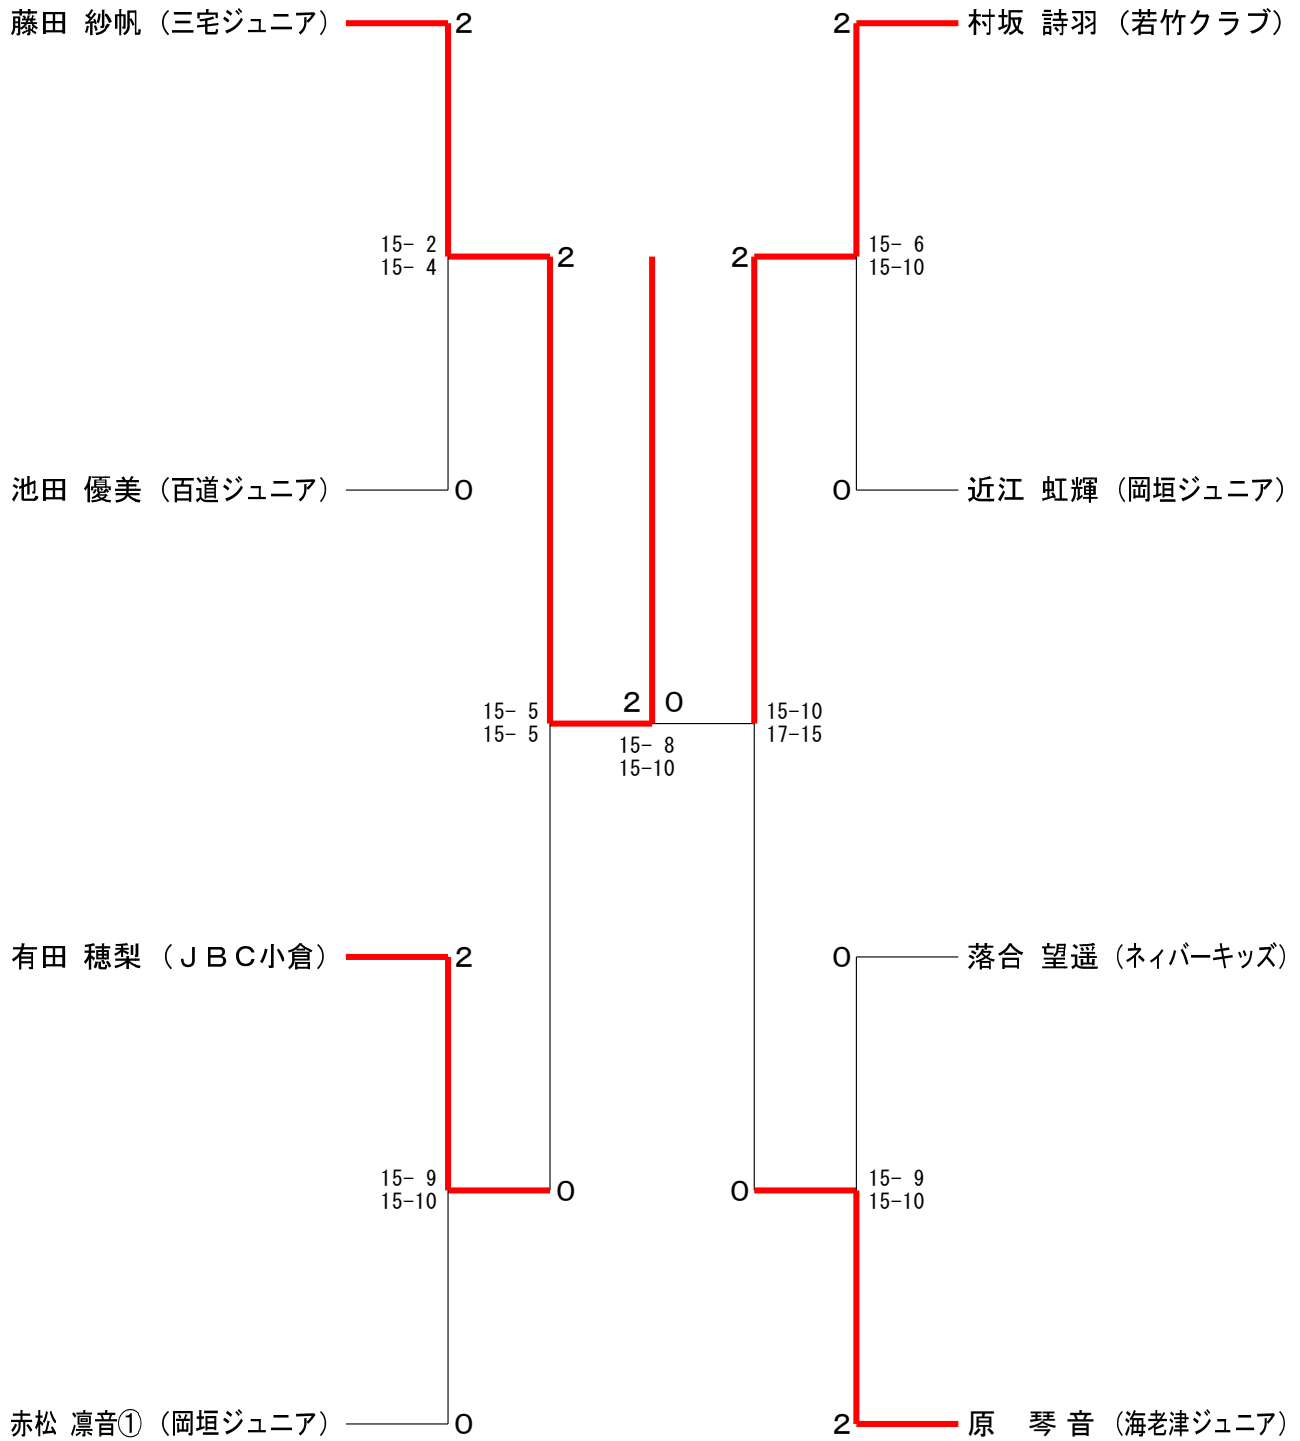 藤田 紗帆（三宅ジュニア） 2
2 村坂 詩羽（若竹クラブ）
15- 2
15- 4
2
2
15- 6
15-10
池田 優美（百道ジュニア） 0
0 近江 虹輝（岡垣ジュニア）
15- 5
15- 5
2 0
15- 8
15-10
15-10
17-15
有田 穂梨（ＪＢＣ小倉） 2
0 落合 望遥（ネィバーキッズ）
15- 9
15-10
0
0
15- 9
15-10
赤松 凛音①（岡垣ジュニア） 0
2 原　琴音（海老津ジュニア）